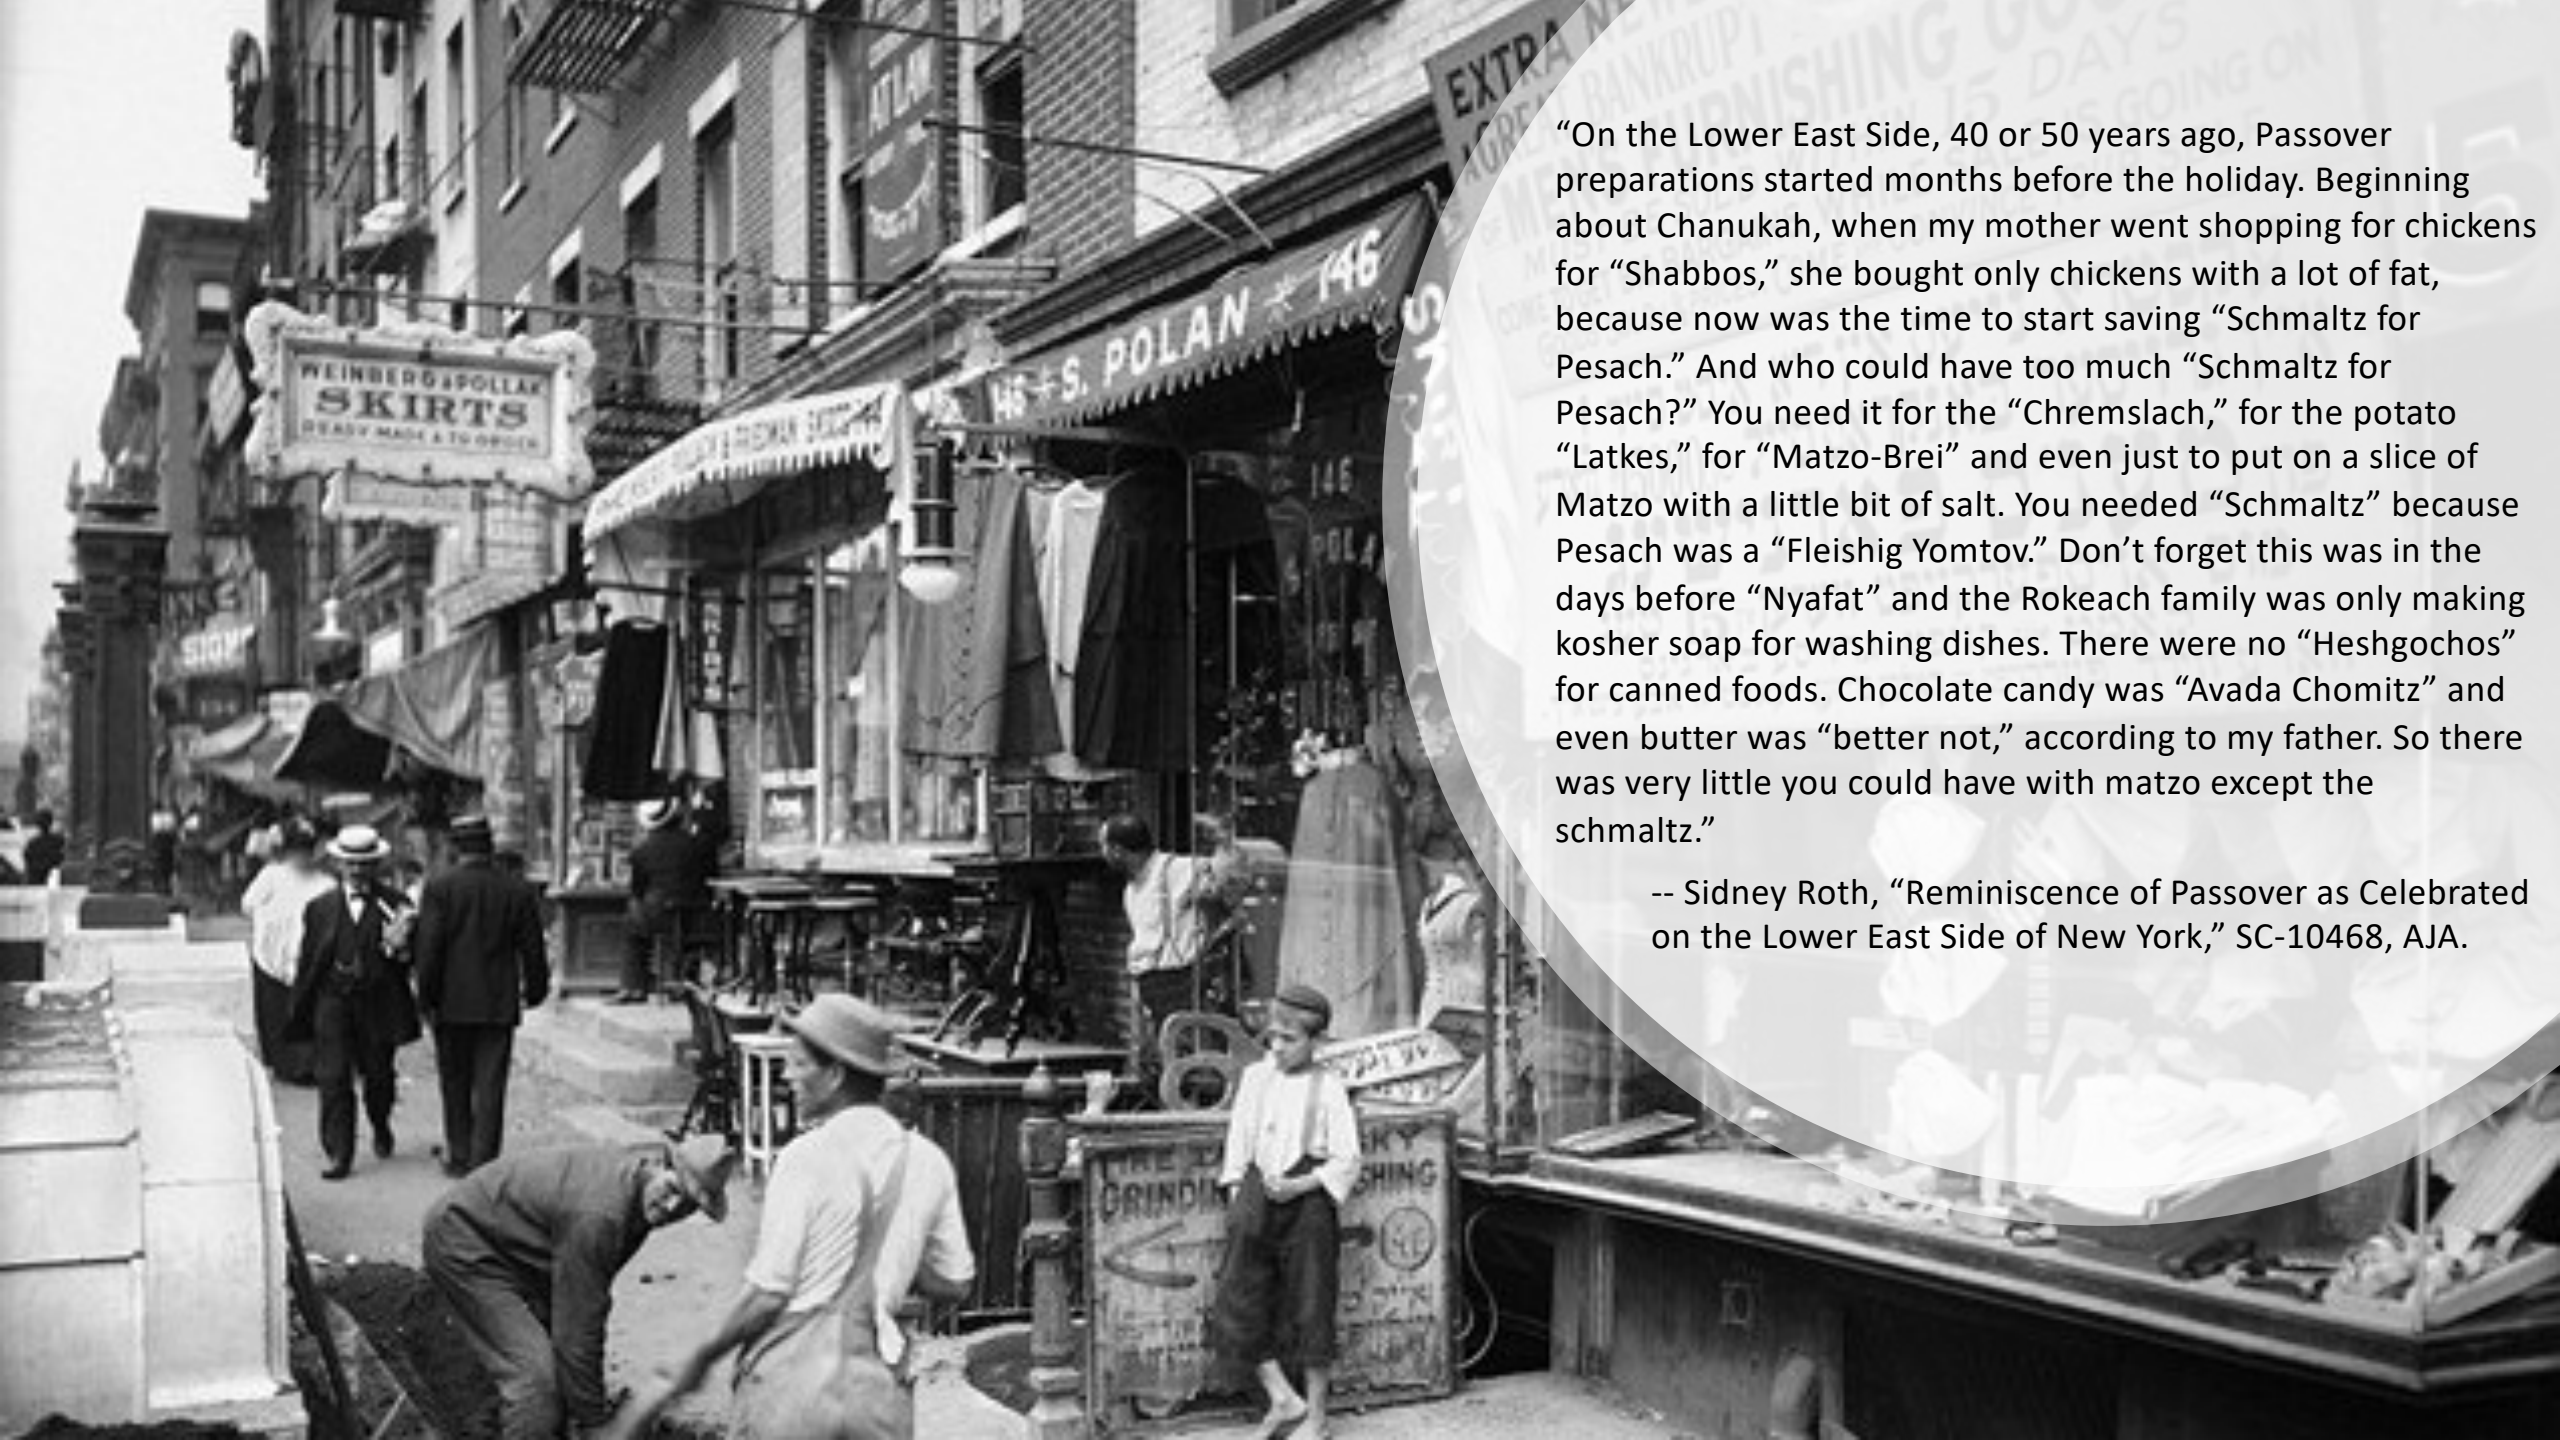 WEINBERG & POLLAK
SKIRTS
READY MADE & TO ORDER
SIGNS
146 S. POLAN 146
146
EXTRA
GREAT BANKRUPT
FURNISHING
15 DAYS
GOING ON
GRINDIN
SHING
“On the Lower East Side, 40 or 50 years ago, Passover
preparations started months before the holiday. Beginning
about Chanukah, when my mother went shopping for chickens
for “Shabbos,” she bought only chickens with a lot of fat,
because now was the time to start saving “Schmaltz for
Pesach.” And who could have too much “Schmaltz for
Pesach?” You need it for the “Chremslach,” for the potato
“Latkes,” for “Matzo-Brei” and even just to put on a slice of
Matzo with a little bit of salt. You needed “Schmaltz” because
Pesach was a “Fleishig Yomtov.” Don’t forget this was in the
days before “Nyafat” and the Rokeach family was only making
kosher soap for washing dishes. There were no “Heshgochos”
for canned foods. Chocolate candy was “Avada Chomitz” and
even butter was “better not,” according to my father. So there
was very little you could have with matzo except the
schmaltz.”
-- Sidney Roth, “Reminiscence of Passover as Celebrated
on the Lower East Side of New York,” SC-10468, AJA.